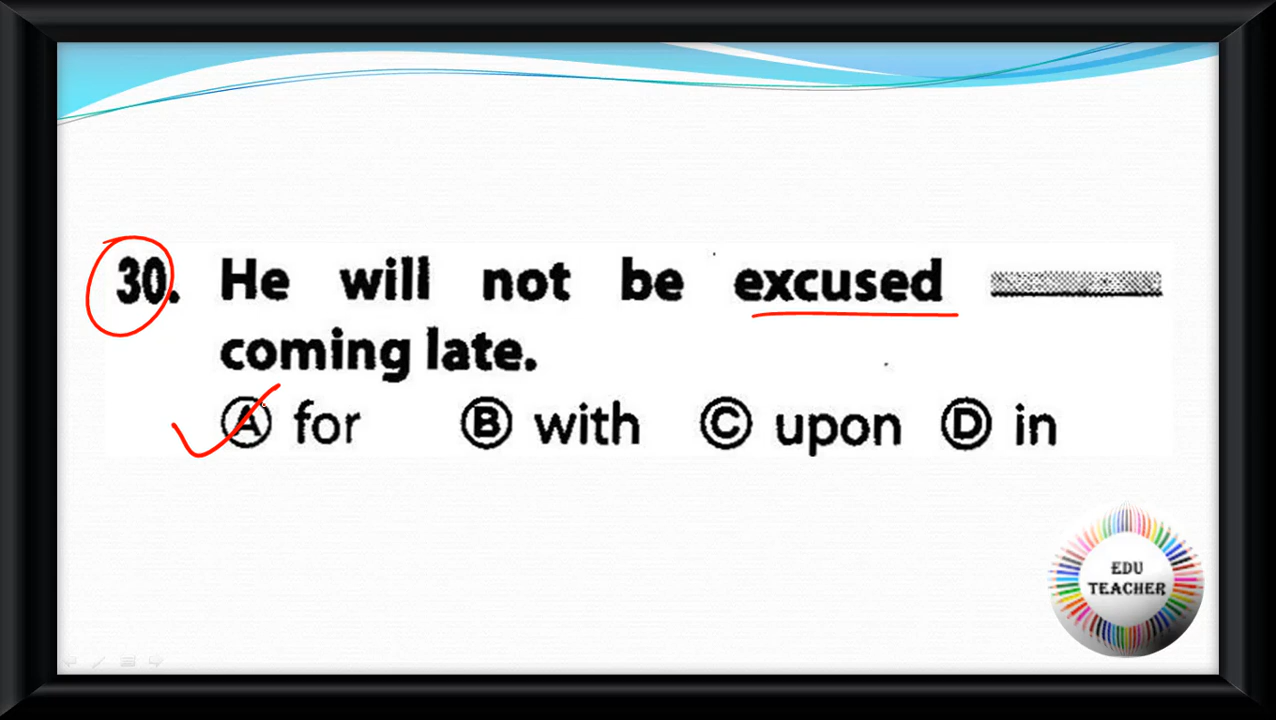 30. He will not be excused
coming late.
A for B with C upon D in
EDU
TEACHER